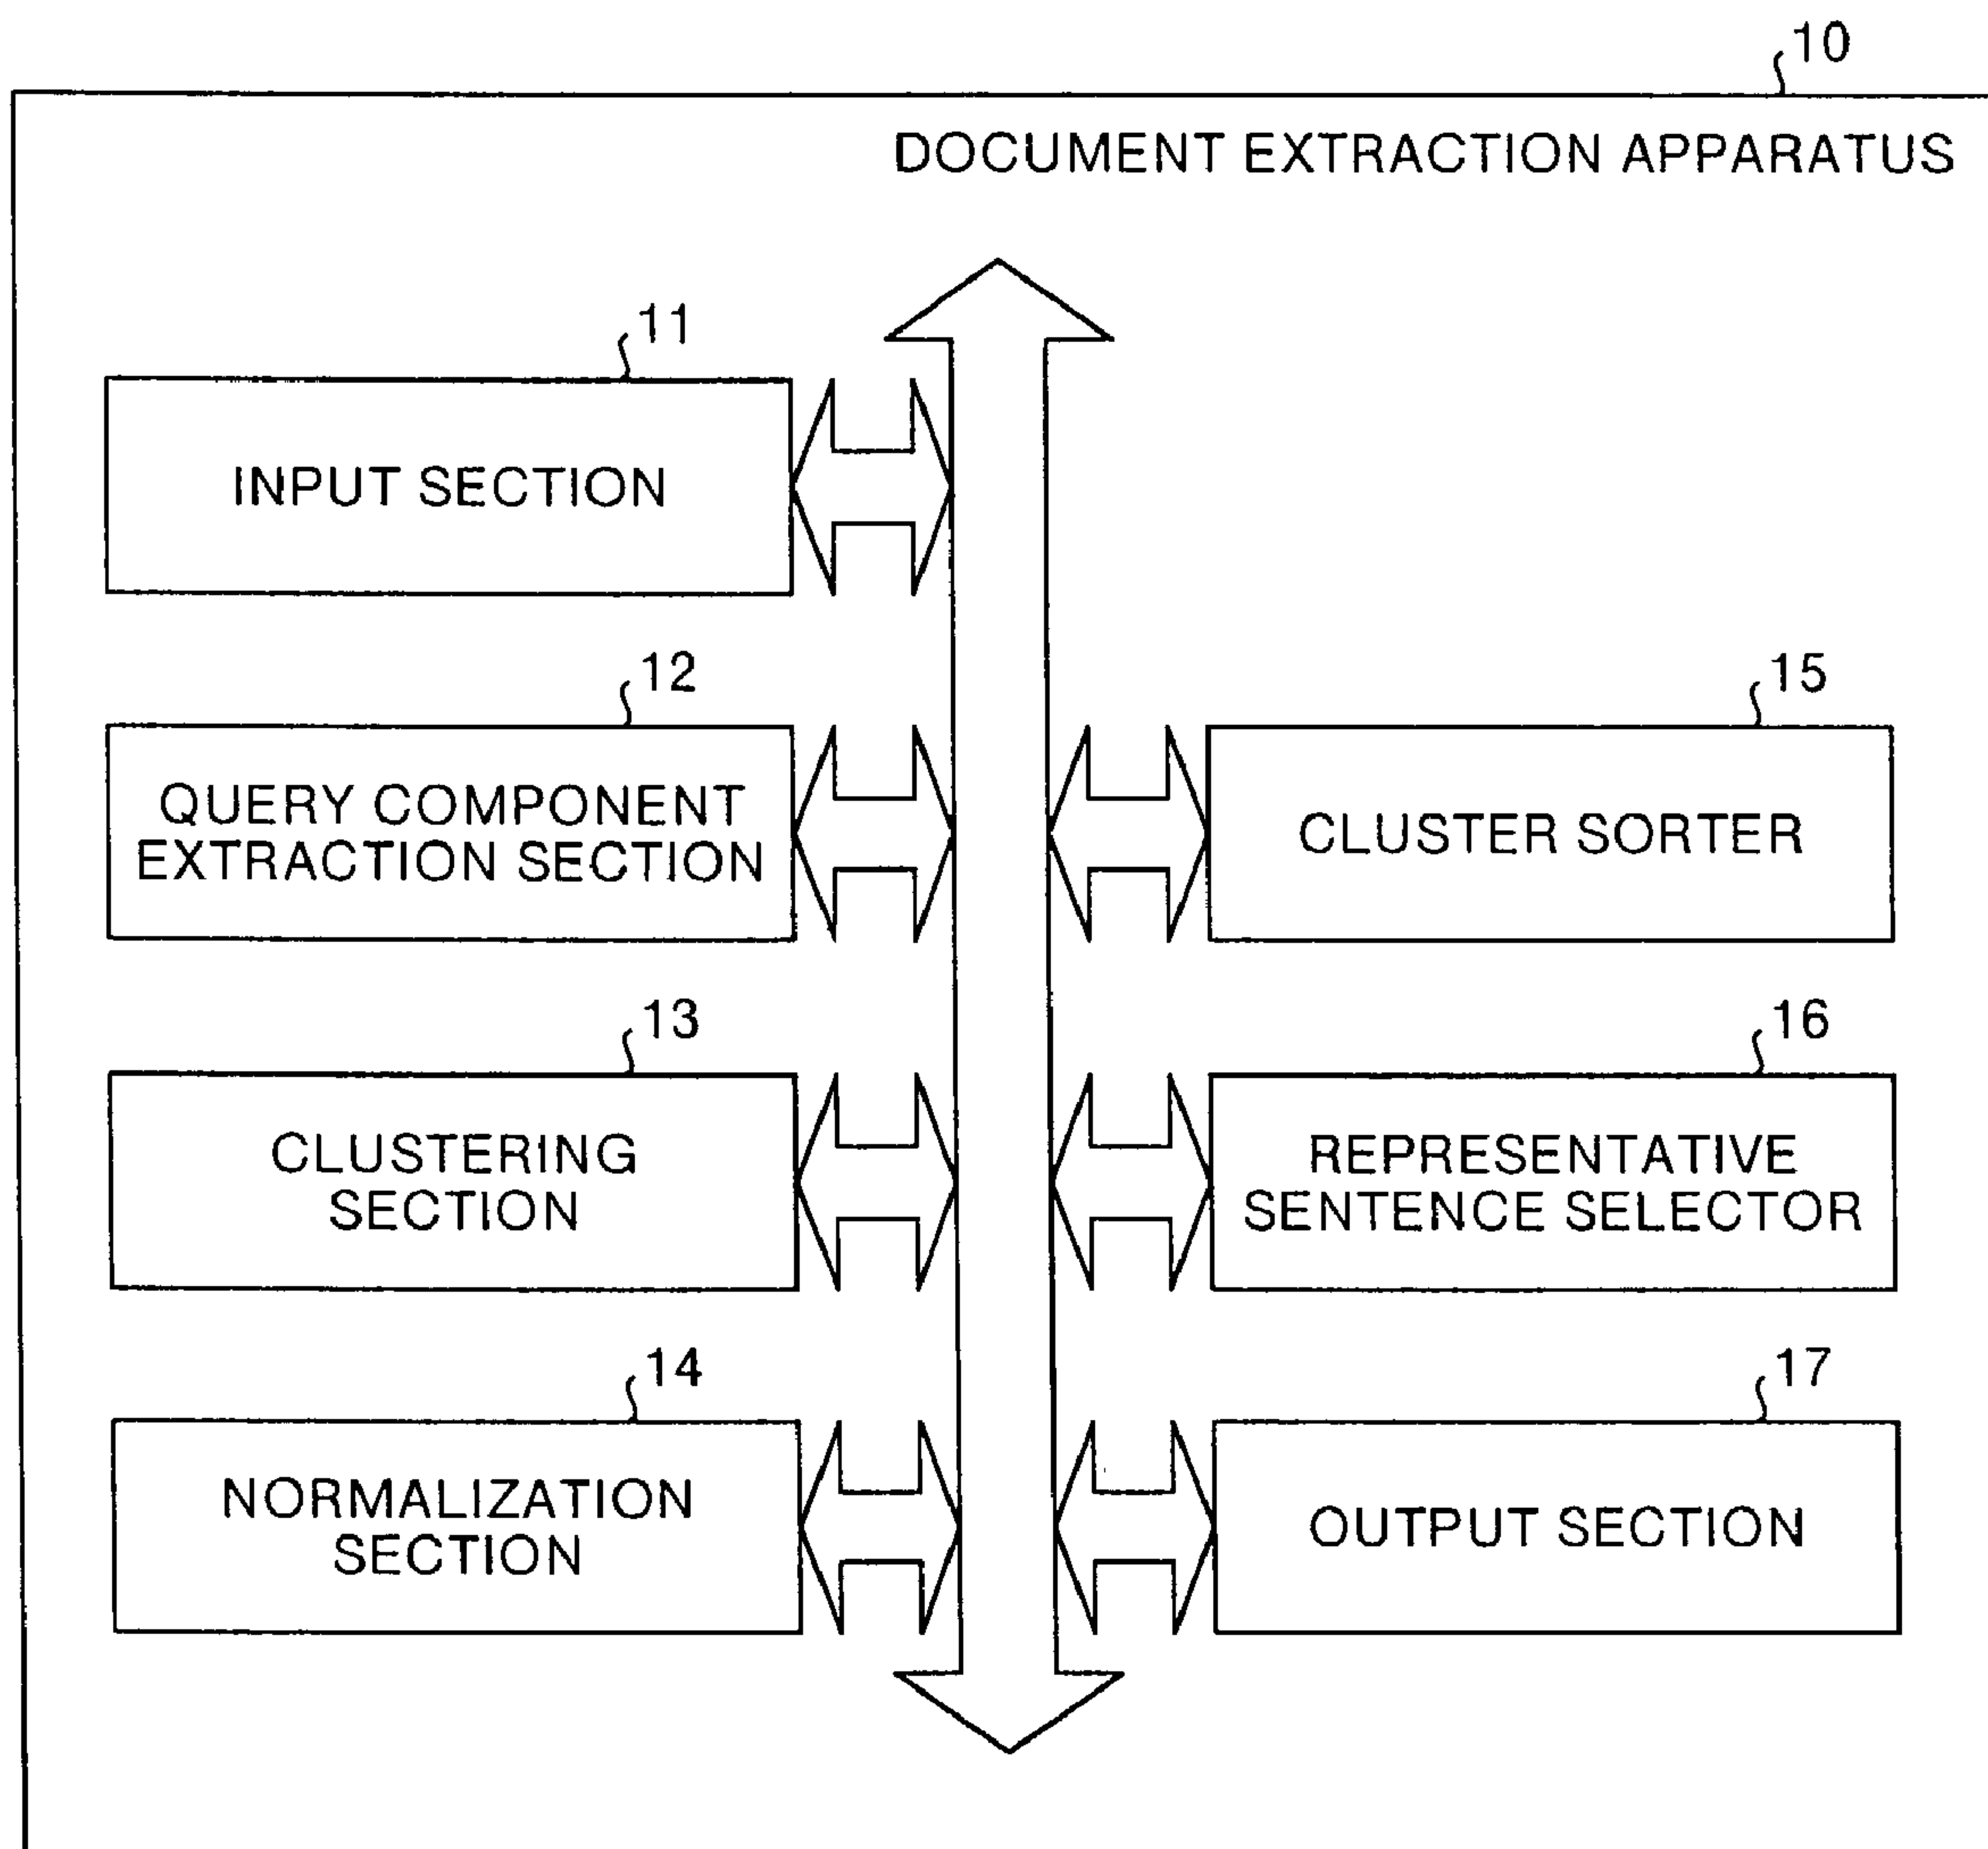 10
DOCUMENT EXTRACTION APPARATUS
11
INPUT SECTION
12
QUERY COMPONENT
EXTRACTION SECTION
15
CLUSTER SORTER
13
CLUSTERING
SECTION
16
REPRESENTATIVE
SENTENCE SELECTOR
14
NORMALIZATION
SECTION
17
OUTPUT SECTION